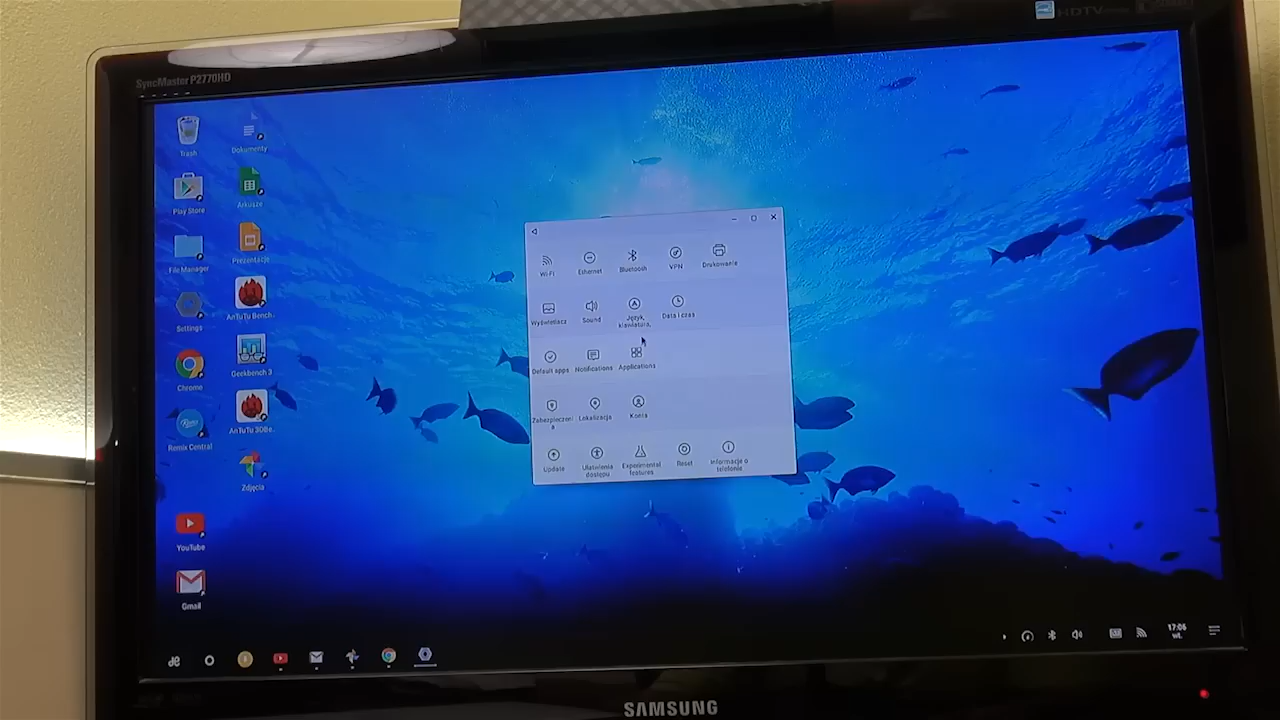 HDTV
SyncMaster P2770HD
Trash
Dokumenty
Play Store
Arkusze
File Manager
Prezentacje
Settings
AnTuTu Bench.
Chrome
Geekbench 3
Remix Central
AnTuTu 3DBe..
Zdjęcia
YouTube
Gmail
Wi-Fi
Ethernet
Bluetooth
VPN
Drukowanie
Wyświetlacz
Sound
Język,
klawiatura,
Data i czas
Default apps
Notifications
Applications
Zabezpieczeni
a
Lokalizacja
Konta
Update
Ułatwienia
dostępu
Experimental
features
Reset
Informacje o
telefonie
17:06
wt.
SAMSUNG